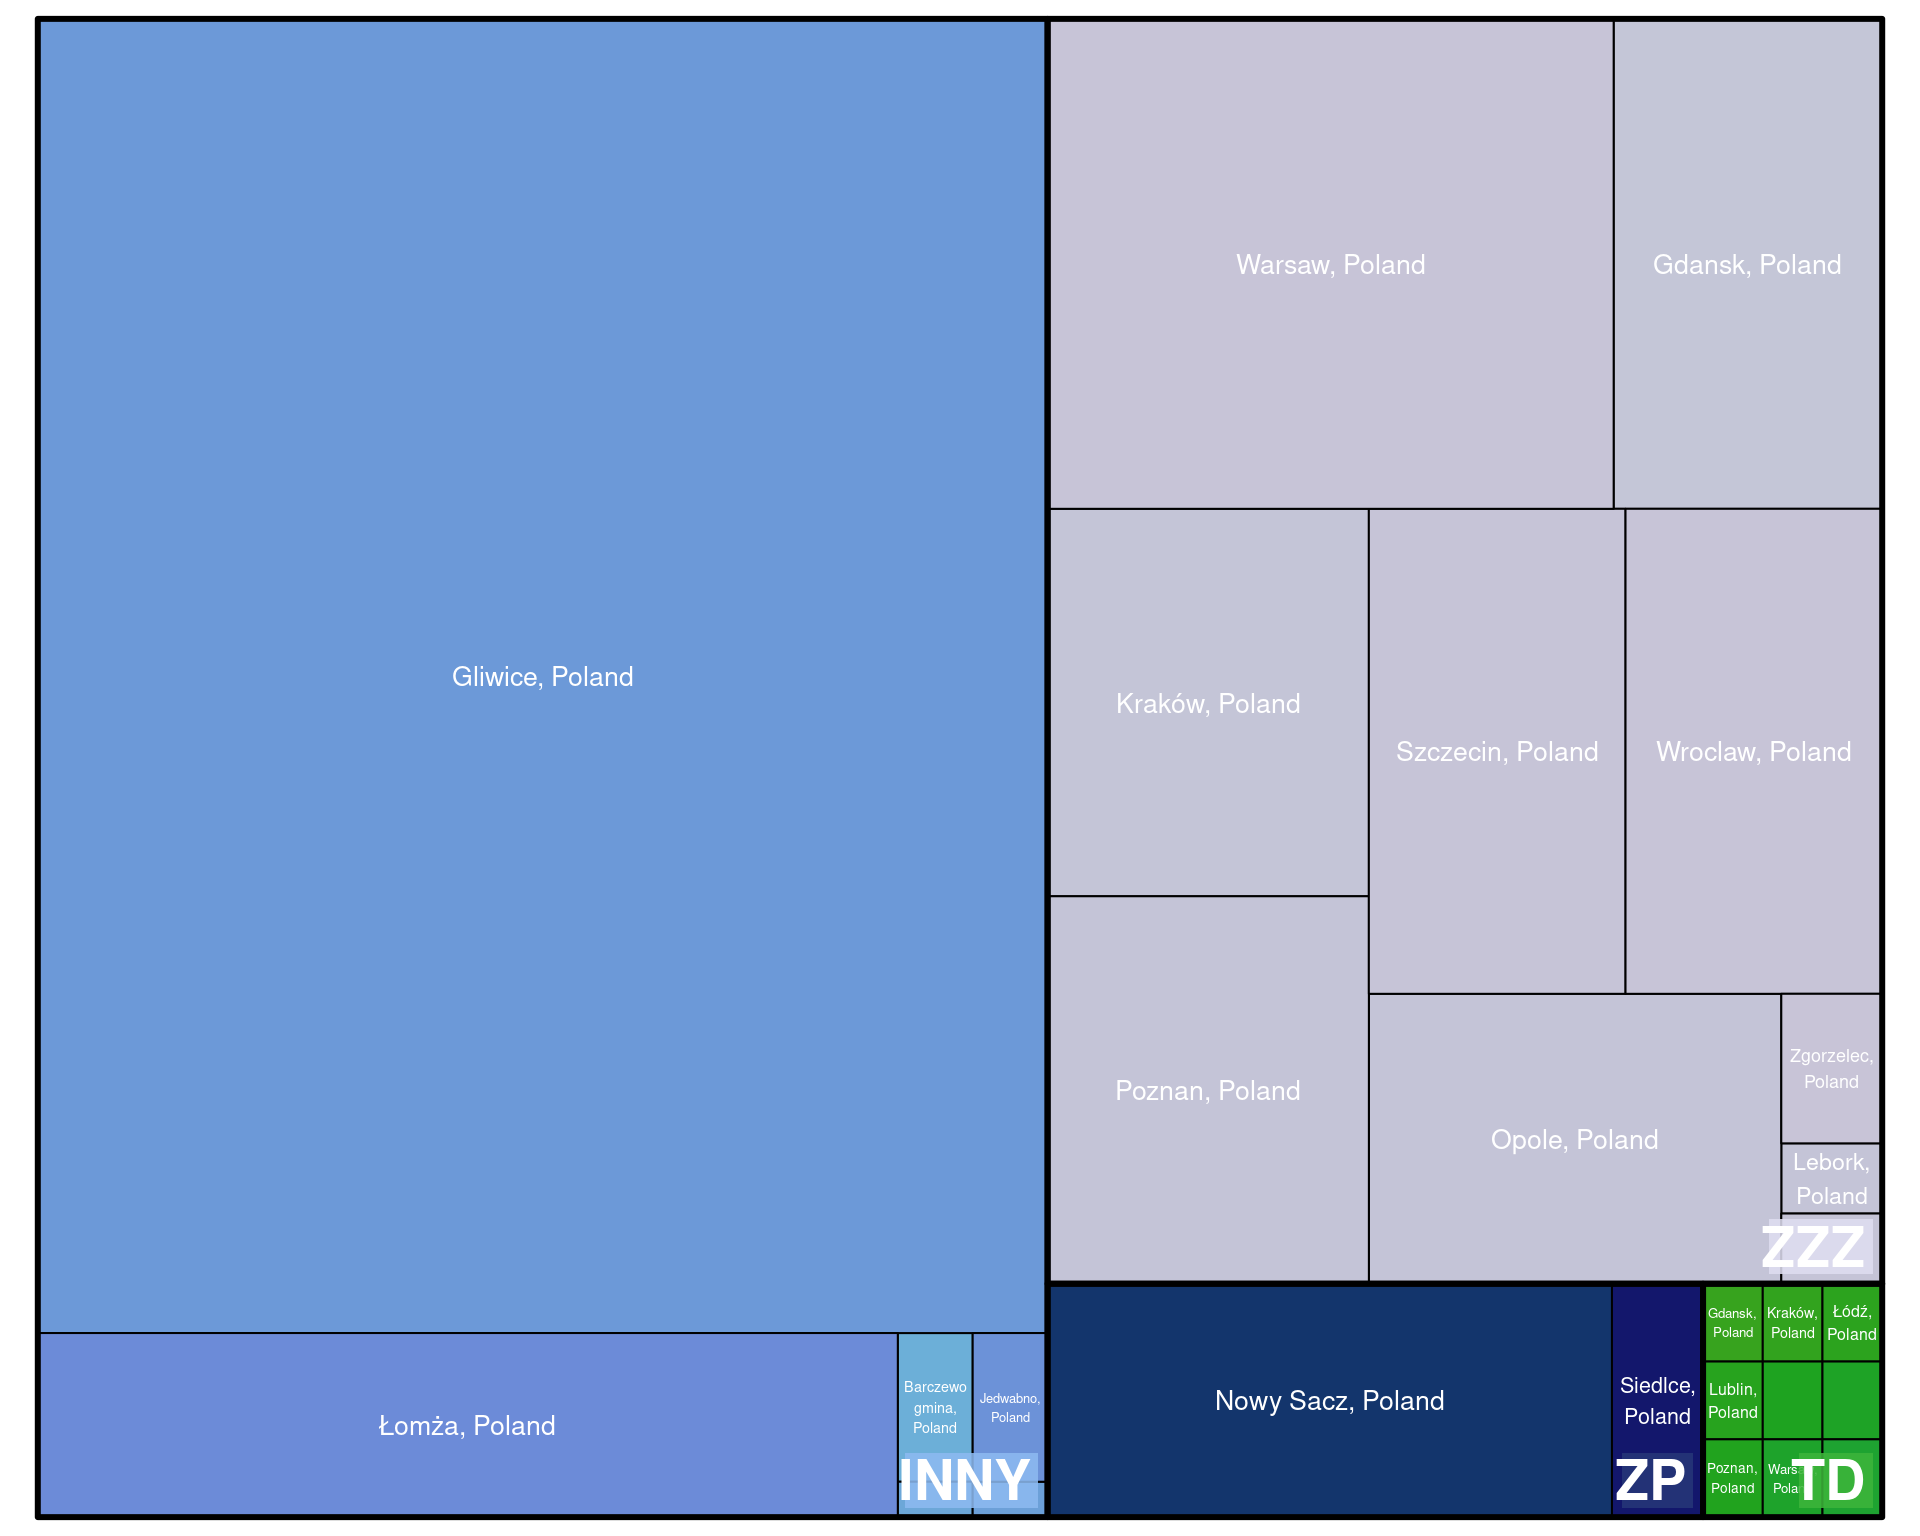 Warsaw, Poland
Gdansk, Poland
Gliwice, Poland
Kraków, Poland
Szczecin, Poland
Wroclaw, Poland
Poznan, Poland
Opole, Poland
Zgorzelec,
Poland
Lebork,
Poland
ZZZ
Łomża, Poland
Barczewo
gmina,
Poland
Jedwabno,
Poland
INNY
Nowy Sacz, Poland
Siedlce,
Poland
ZP
Gdansk,
Poland
Kraków,
Poland
Łódź,
Poland
Lublin,
Poland
Poznan,
Poland
TD